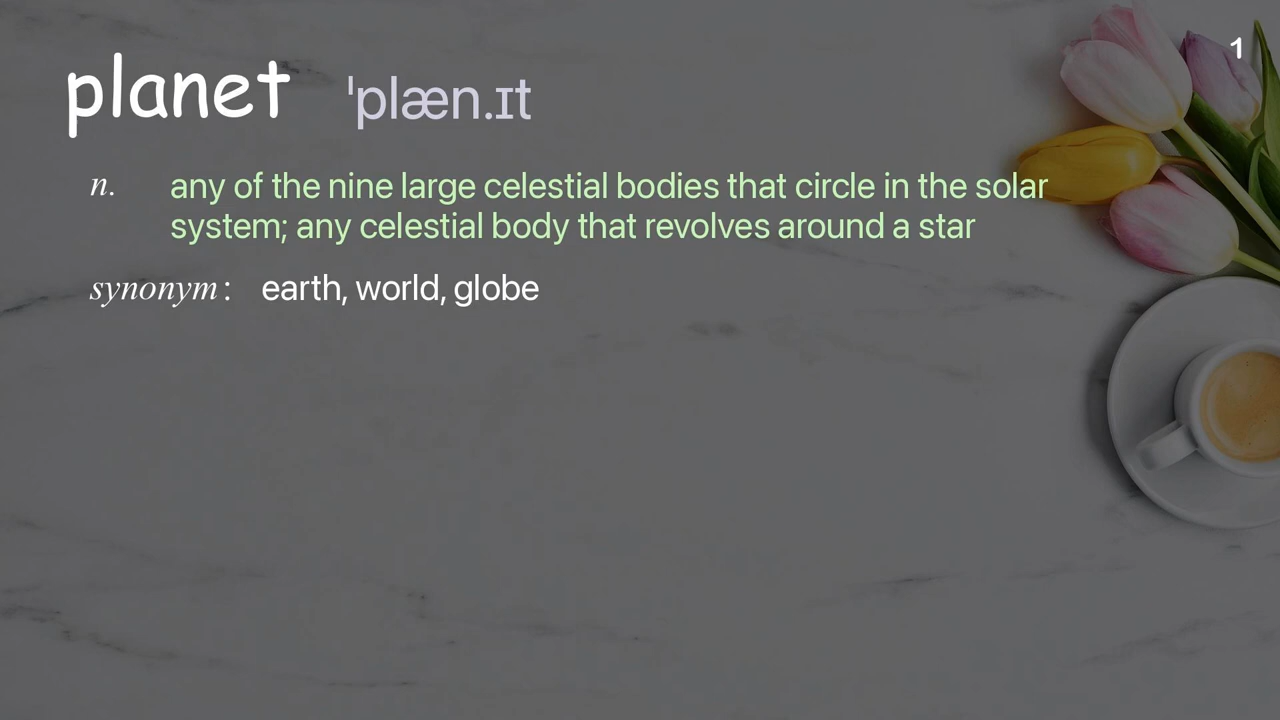 1
planet ˈplæn.ɪt
n. any of the nine large celestial bodies that circle in the solar
system; any celestial body that revolves around a star
synonym: earth, world, globe